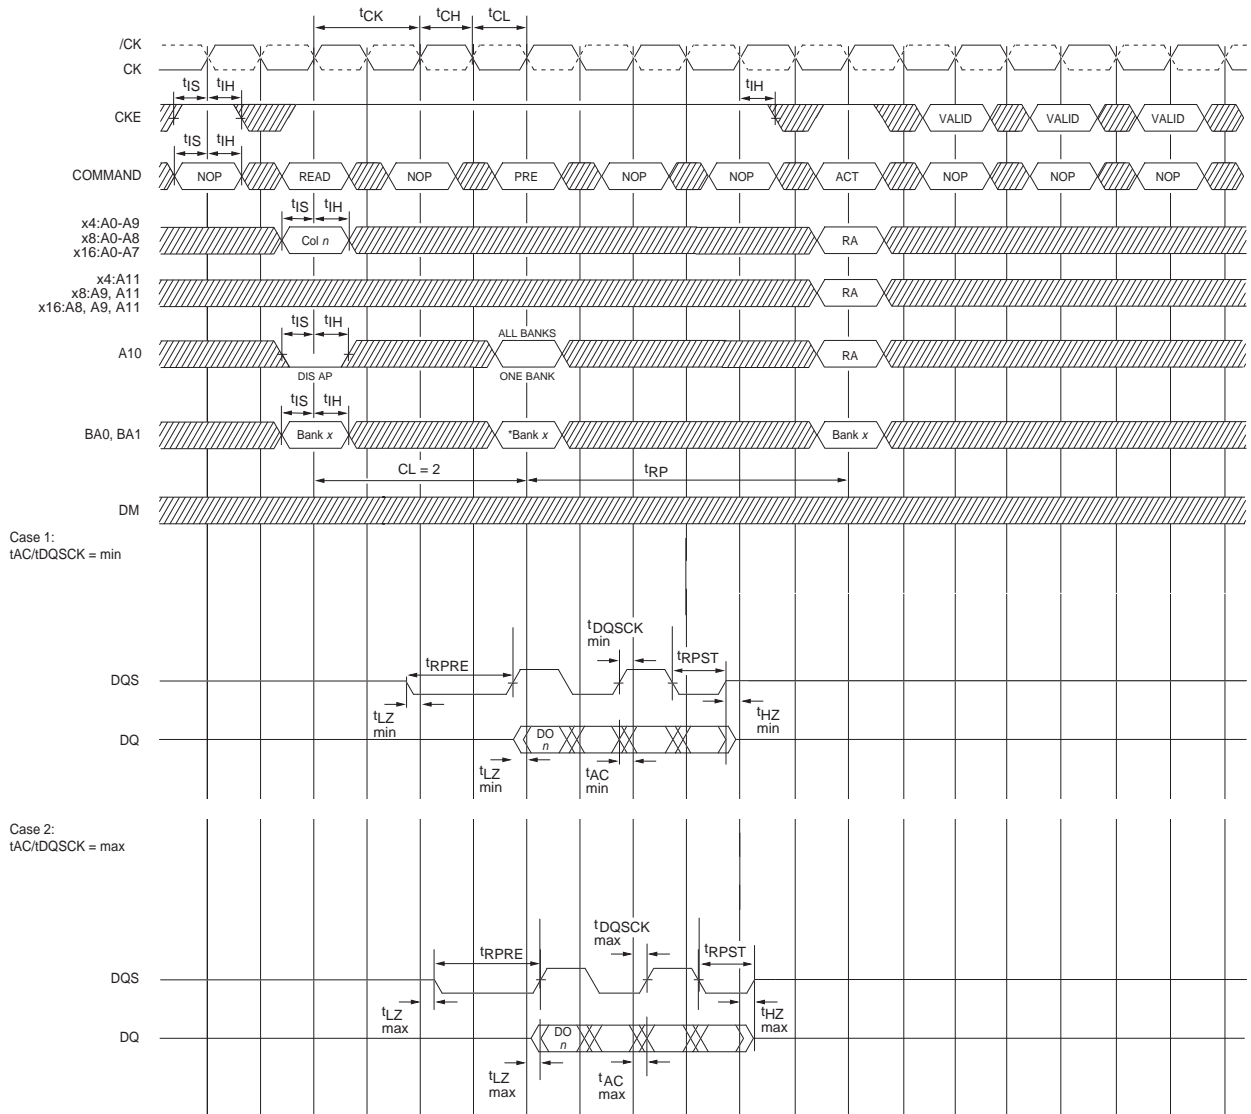 tCK tCH tCL
/CK
CK
tIS tIH tIH
CKE VALID VALID VALID
tIS tIH
COMMAND NOP READ NOP PRE NOP NOP ACT NOP NOP NOP
tIS tIH
x4:A0-A9
x8:A0-A8
x16:A0-A7
Col n RA
x4:A11
x8:A9, A11
x16:A8, A9, A11
RA
tIS tIH ALL BANKS
A10 RA
DIS AP ONE BANK
tIS tIH
BA0, BA1 Bank x *Bank x Bank x
CL = 2 tRP
DM
Case 1:
tAC/tDQSCK = min
tDQSCK
min
tRPRE tRPST
DQS
tLZ
min
tHZ
min
DQ DO
n
tLZ
min
tAC
min
Case 2:
tAC/tDQSCK = max
tDQSCK
max
tRPRE tRPST
DQS
tLZ
max
tHZ
max
DQ DO
n
tLZ
max
tAC
max